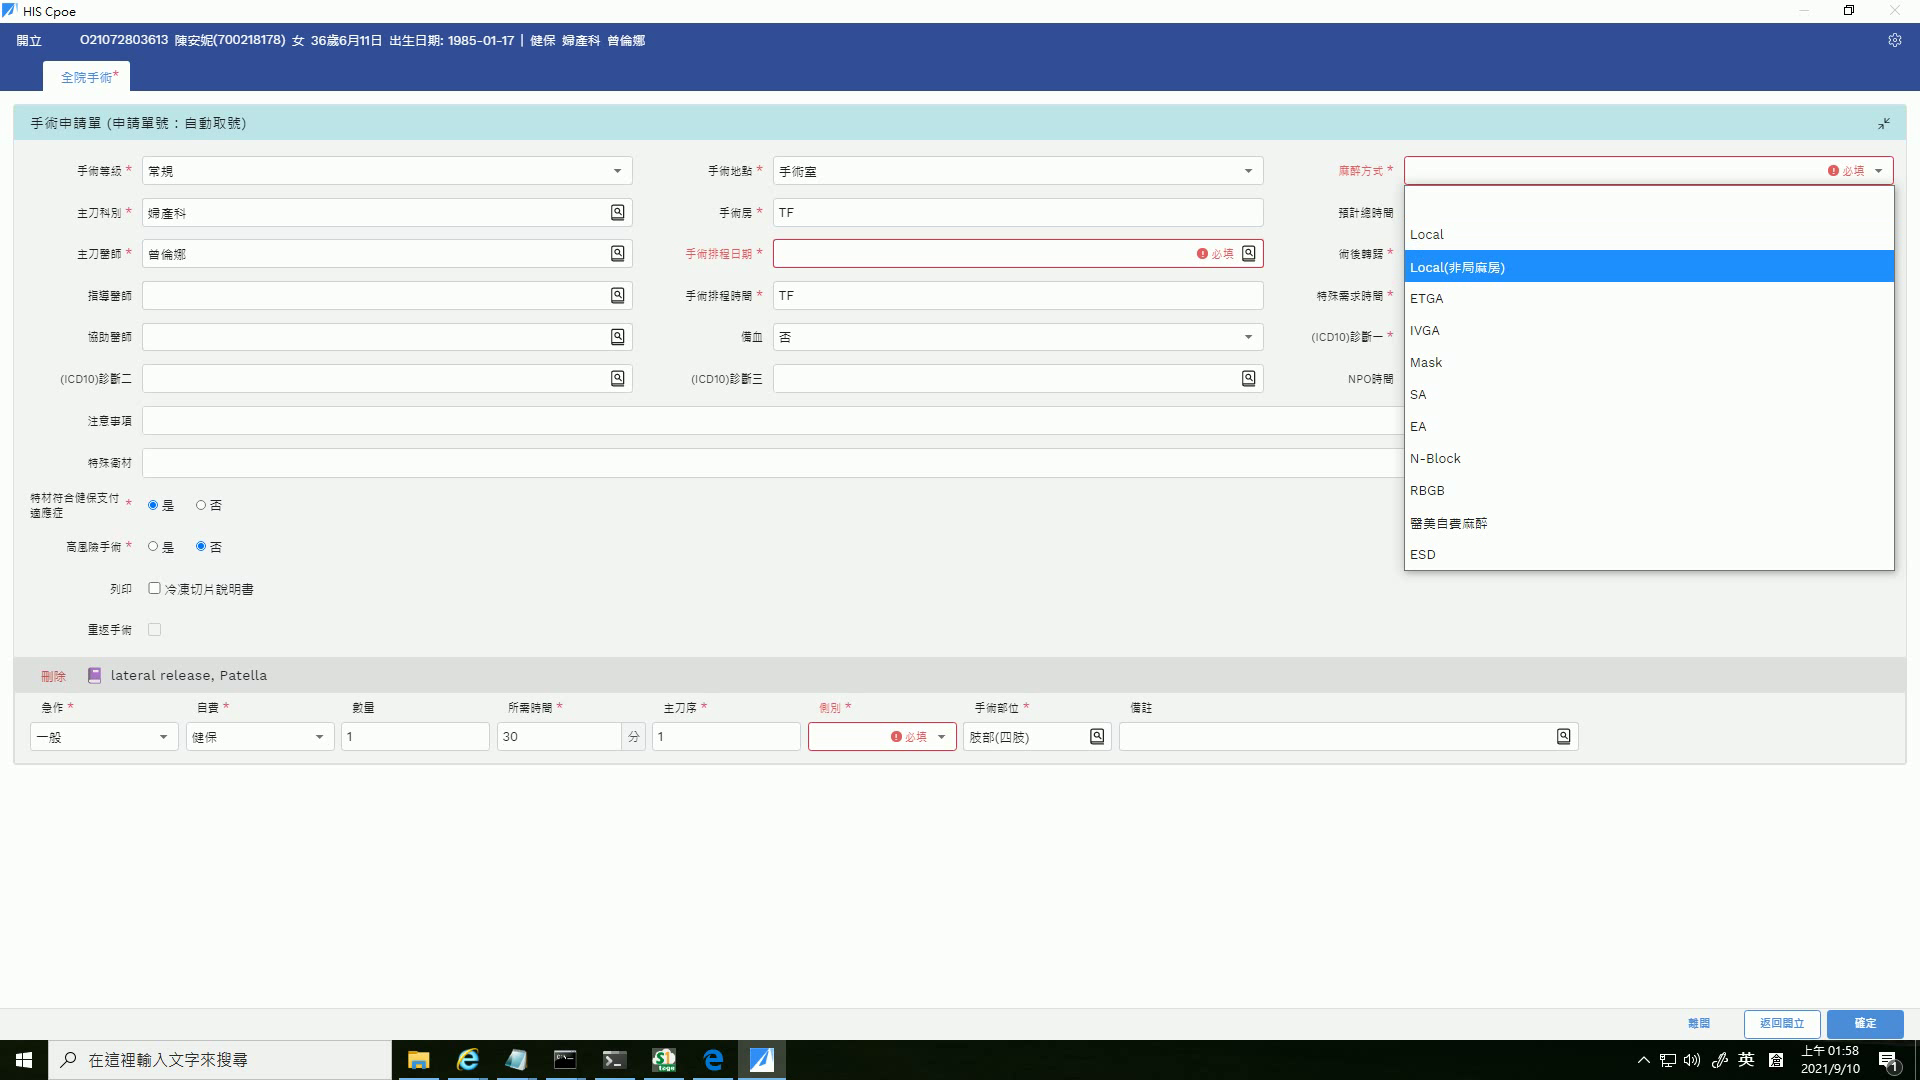 HIS Cpoe
開立 O21072803613 陳安妮(700218178) 女 36歲6月11日 出生日期: 1985-01-17 | 健保 婦產科 曾倫娜
全院手術*
手術申請單 (申請單號：自動取號)
手術等級 * 常規 手術地點 * 手術室 麻醉方式 * 必填
主刀科別 * 婦產科 手術房 * TF 預計總時間
主刀醫師 * 曾倫娜 手術排程日期 * 必填 術後轉歸 *
指導醫師 手術排程時間 * TF 特殊需求時間 *
協助醫師 備血 否 (ICD10)診斷一 *
(ICD10)診斷二 (ICD10)診斷三 NPO時間
Local
Local(非局麻房)
ETGA
IVGA
Mask
SA
EA
N-Block
RBGB
醫美自費麻醉
ESD
注意事項
特殊衛材
特材符合健保支付適應症 * 是 否
高風險手術 * 是 否
列印 冷凍切片說明書
重返手術
刪除 lateral release, Patella
急作 * 自費 * 數量 所需時間 * 主刀序 * 側別 * 手術部位 * 備註
一般 健保 1 30 分 1 必填 肢部(四肢)
離開 返回開立 確定
在這裡輸入文字來搜尋
英
上午 01:58
2021/9/10
1